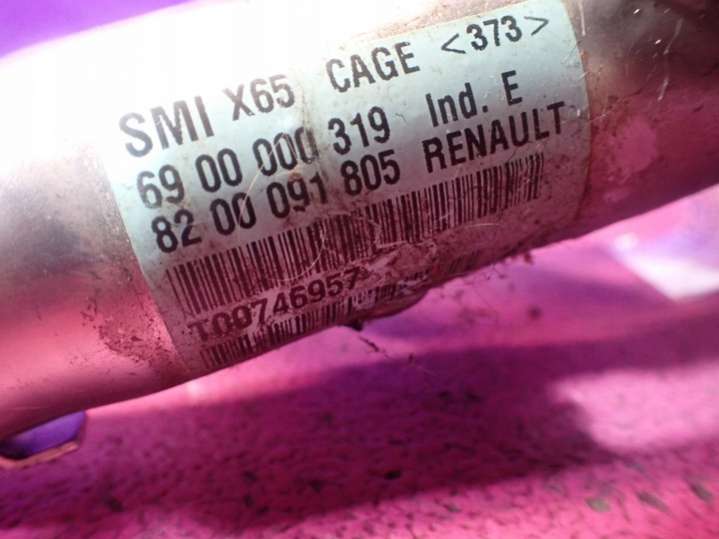 SMI X65 CAGE <373>
69 00 000 319 Ind. E
82 00 091 805 RENAULT
T00746957